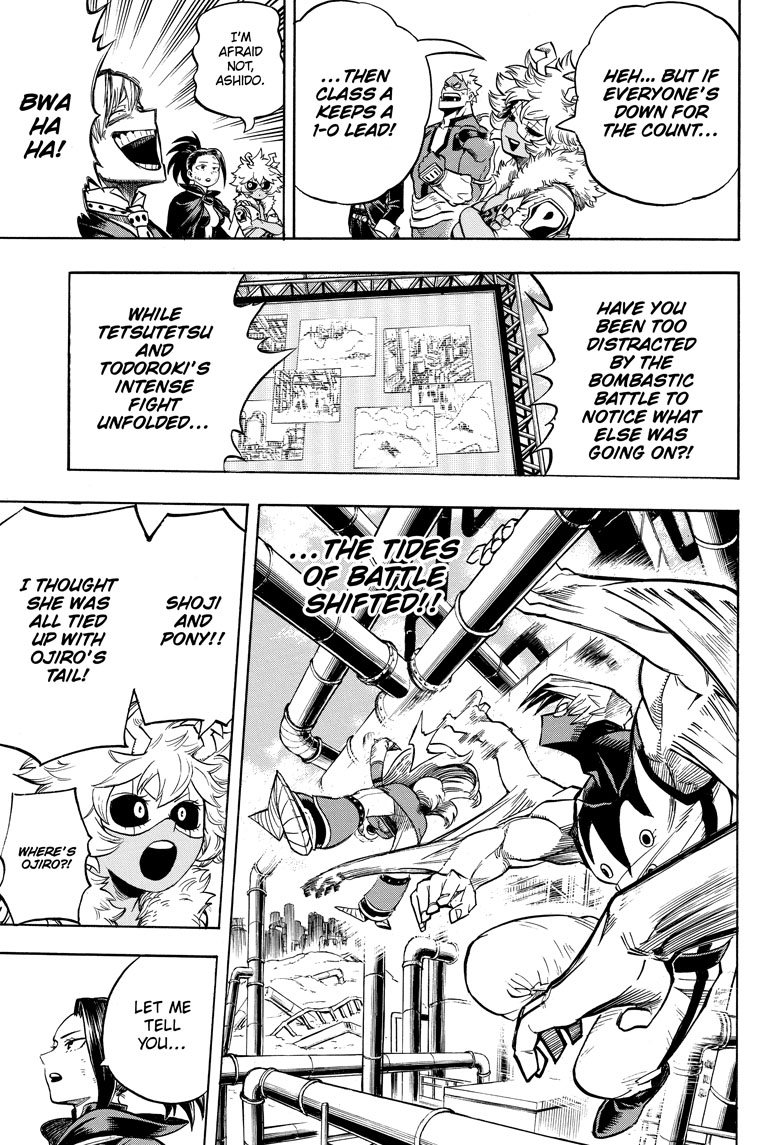 HEH... BUT IF
EVERYONE'S
DOWN FOR
THE COUNT...
...THEN
CLASS A
KEEPS A
1-0 LEAD!
I'M
AFRAID
NOT,
ASHIDO.
BWA
HA
HA!
HAVE YOU
BEEN TOO
DISTRACTED
BY THE
BOMBASTIC
BATTLE TO
NOTICE WHAT
ELSE WAS
GOING ON?!
WHILE
TETSUTETSU
AND
TODOROKI'S
INTENSE
FIGHT
UNFOLDED...
...THE TIDES
OF BATTLE
SHIFTED!!
SHOJI
AND
PONY!!
I THOUGHT
SHE WAS
ALL TIED
UP WITH
OJIRO'S
TAIL!
WHERE'S
OJIRO?!
LET ME
TELL
YOU...